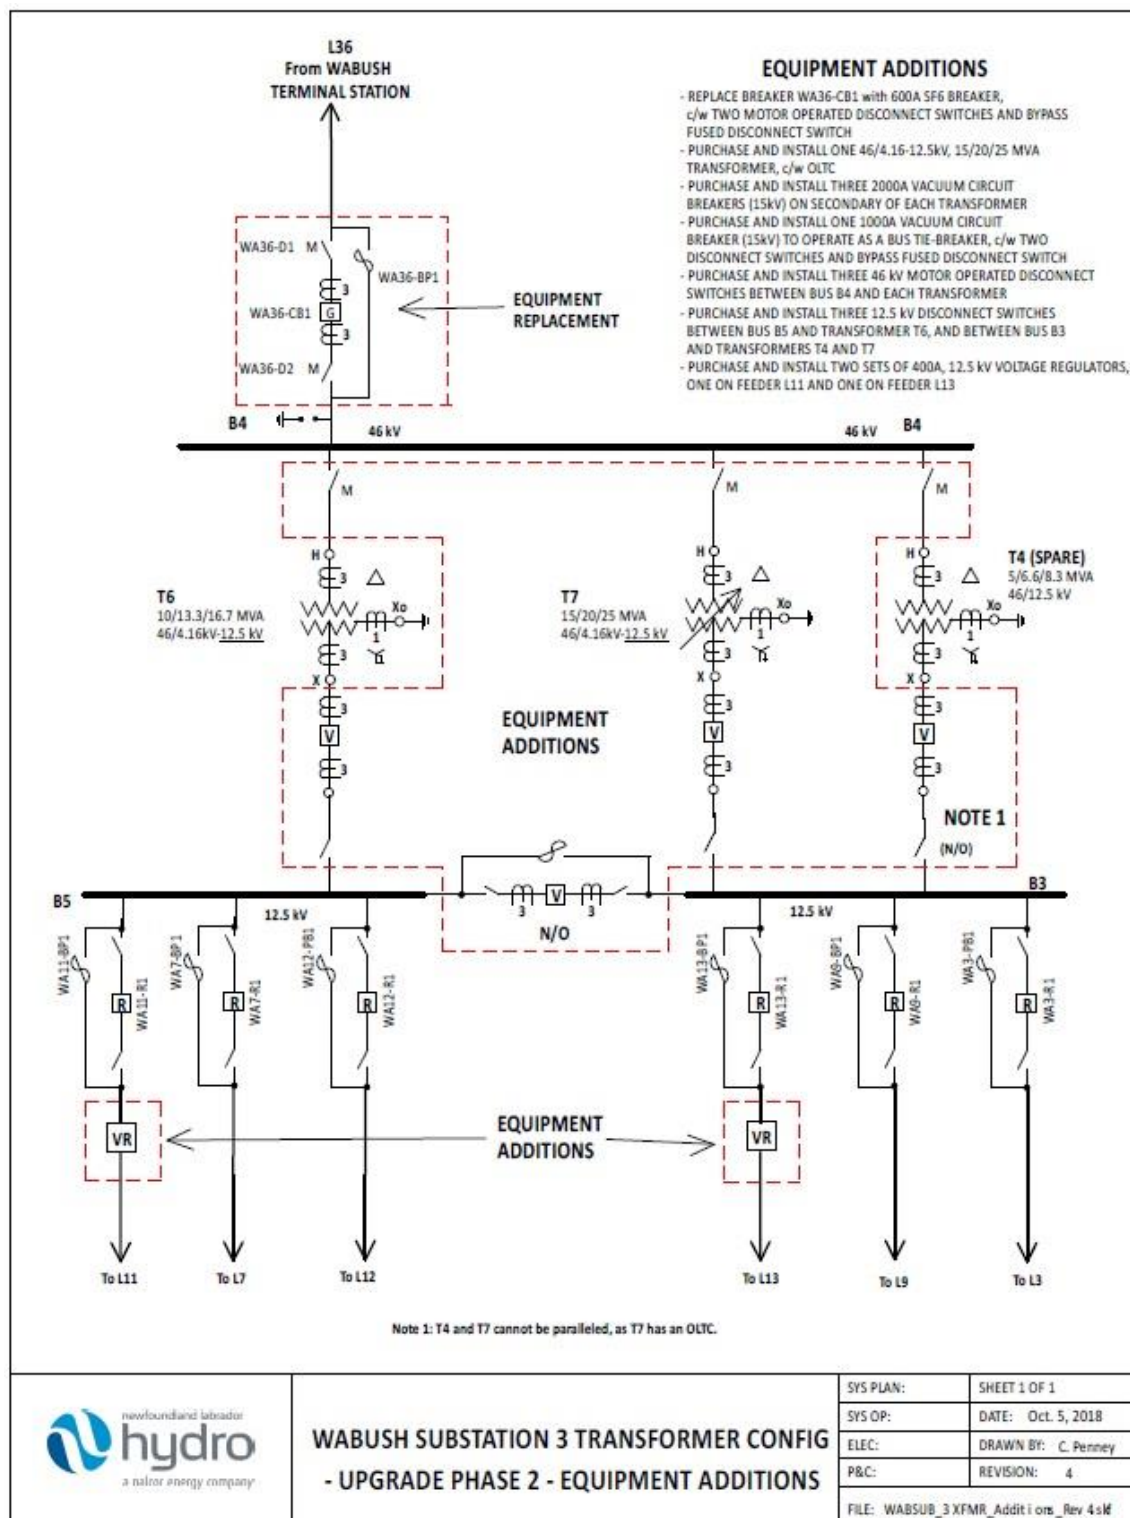 L36
From WABUSH
TERMINAL STATION
EQUIPMENT ADDITIONS
- REPLACE BREAKER WA36-CB1 with 600A SF6 BREAKER,
c/w TWO MOTOR OPERATED DISCONNECT SWITCHES AND BYPASS
FUSED DISCONNECT SWITCH
- PURCHASE AND INSTALL ONE 46/4.16-12.5kV, 15/20/25 MVA
TRANSFORMER, c/w OLTC
- PURCHASE AND INSTALL THREE 2000A VACUUM CIRCUIT
BREAKERS (15kV) ON SECONDARY OF EACH TRANSFORMER
- PURCHASE AND INSTALL ONE 1000A VACUUM CIRCUIT
BREAKER (15kV) TO OPERATE AS A BUS TIE-BREAKER, c/w TWO
DISCONNECT SWITCHES AND BYPASS FUSED DISCONNECT SWITCH
- PURCHASE AND INSTALL THREE 46 kV MOTOR OPERATED DISCONNECT
SWITCHES BETWEEN BUS B4 AND EACH TRANSFORMER
- PURCHASE AND INSTALL THREE 12.5 kV DISCONNECT SWITCHES
BETWEEN BUS B5 AND TRANSFORMER T6, AND BETWEEN BUS B3
AND TRANSFORMERS T4 AND T7
- PURCHASE AND INSTALL TWO SETS OF 400A, 12.5 kV VOLTAGE REGULATORS,
ONE ON FEEDER L11 AND ONE ON FEEDER L13
WA36-D1 M
WA36-BP1
3
WA36-CB1 G
3
WA36-D2 M
EQUIPMENT
REPLACEMENT
B4 46 kV 46 kV B4
M M M
H H H
3 3 3
T6
10/13.3/16.7 MVA
46/4.16kV-12.5 kV
Xo
1
T7
15/20/25 MVA
46/4.16kV-12.5 kV
Xo
1
T4 (SPARE)
5/6.6/8.3 MVA
46/12.5 kV
Xo
1
3 3 3
X X X
3 3 3
V V V
3 3 3
EQUIPMENT
ADDITIONS
NOTE 1
(N/O)
B5 12.5 kV
3 V 3
N/O
12.5 kV B3
WA11-BP1 R WA11-R1
WA7-BP1 R WA7-R1
WA12-PB1 R WA12-R1
WA13-BP1 R WA13-R1
WA9-BP1 R WA9-R1
WA3-PB1 R WA3-R1
VR
EQUIPMENT
ADDITIONS
VR
To L11 To L7 To L12 To L13 To L9 To L3
Note 1: T4 and T7 cannot be paralleled, as T7 has an OLTC.
newfoundland labrador
hydro
a nalcor energy company
WABUSH SUBSTATION 3 TRANSFORMER CONFIG
- UPGRADE PHASE 2 - EQUIPMENT ADDITIONS
SYS PLAN: SHEET 1 OF 1
SYS OP: DATE: Oct. 5, 2018
ELEC: DRAWN BY: C. Penney
P&C: REVISION: 4
FILE: WABSUB_3 XFMR_Additions_Rev 4.skf